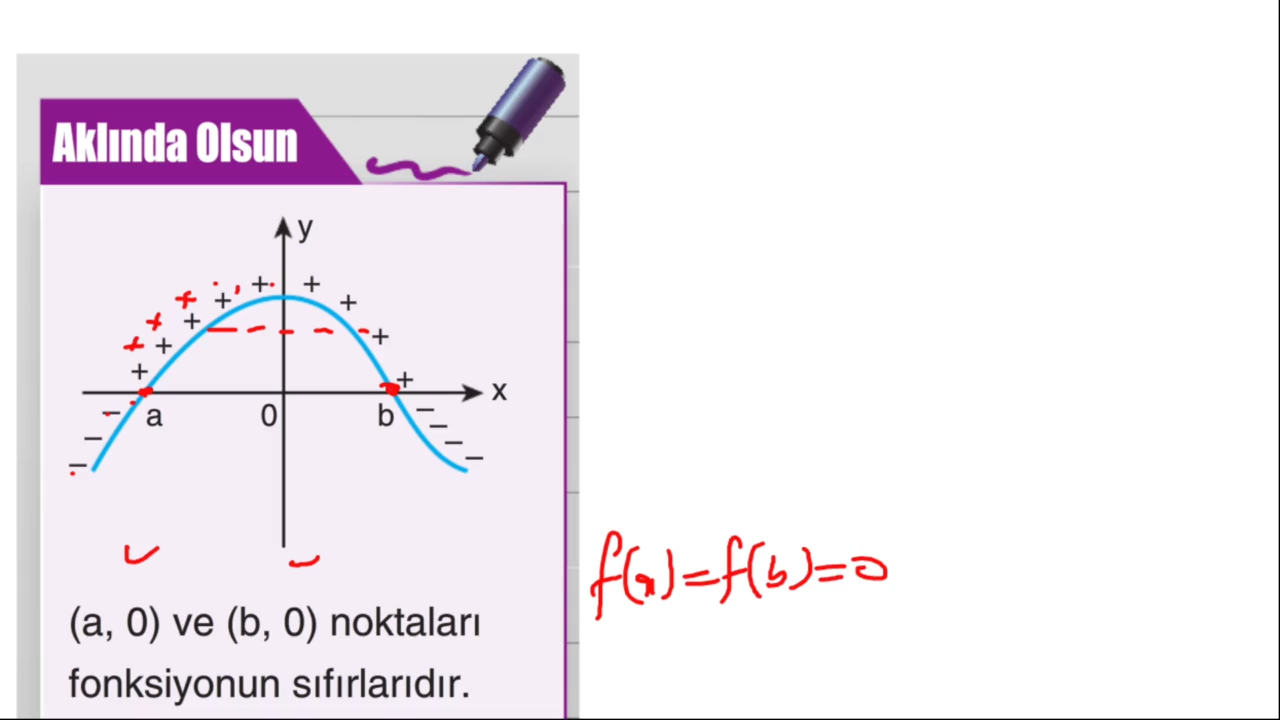 Aklında Olsun
y
+ + + + + + + + + +
+ + +
x
a 0 b
− − − − − − −
f(a)=f(b)=0
(a, 0) ve (b, 0) noktaları
fonksiyonun sıfırlarıdır.